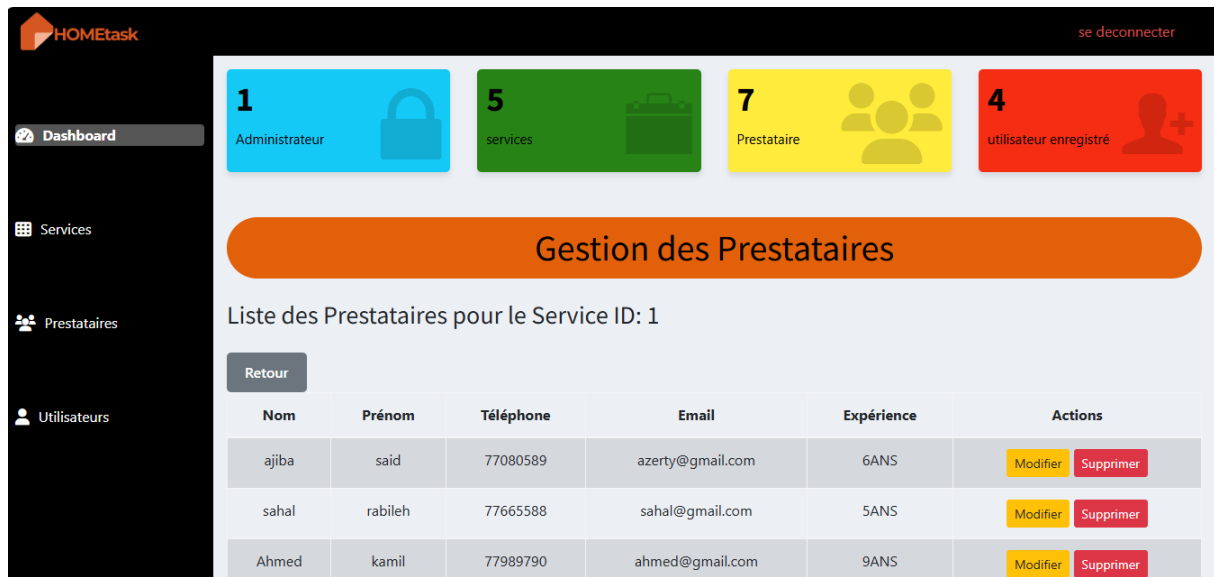 HOMEtask
se deconnecter
1
Administrateur
5
services
7
Prestataire
4
utilisateur enregistré
Dashboard
Services
Prestataires
Utilisateurs
Gestion des Prestataires
Liste des Prestataires pour le Service ID: 1
Retour
Nom Prénom Téléphone Email Expérience Actions
ajiba said 77080589 azerty@gmail.com 6ANS Modifier Supprimer
sahal rabileh 77665588 sahal@gmail.com 5ANS Modifier Supprimer
Ahmed kamil 77989790 ahmed@gmail.com 9ANS Modifier Supprimer